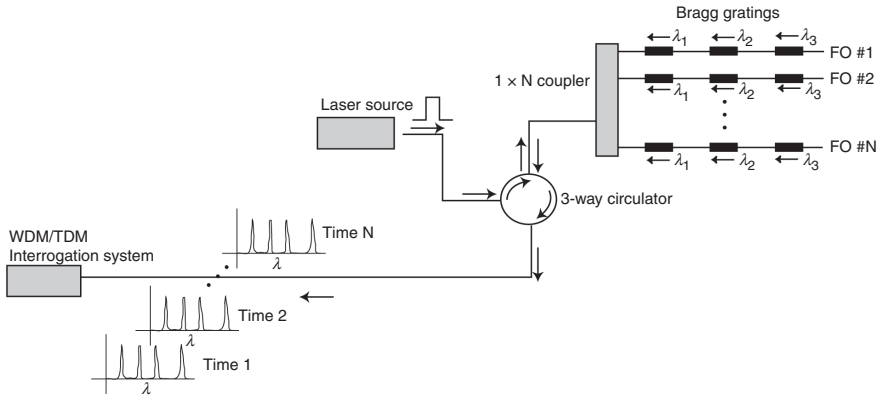 Bragg gratings
λ1 λ2 λ3
FO #1
1 × N coupler
FO #2
λ1 λ2 λ3
Laser source
FO #N
λ1 λ2 λ3
3-way circulator
WDM/TDM
Interrogation system
Time N
λ
Time 2
λ
Time 1
λ